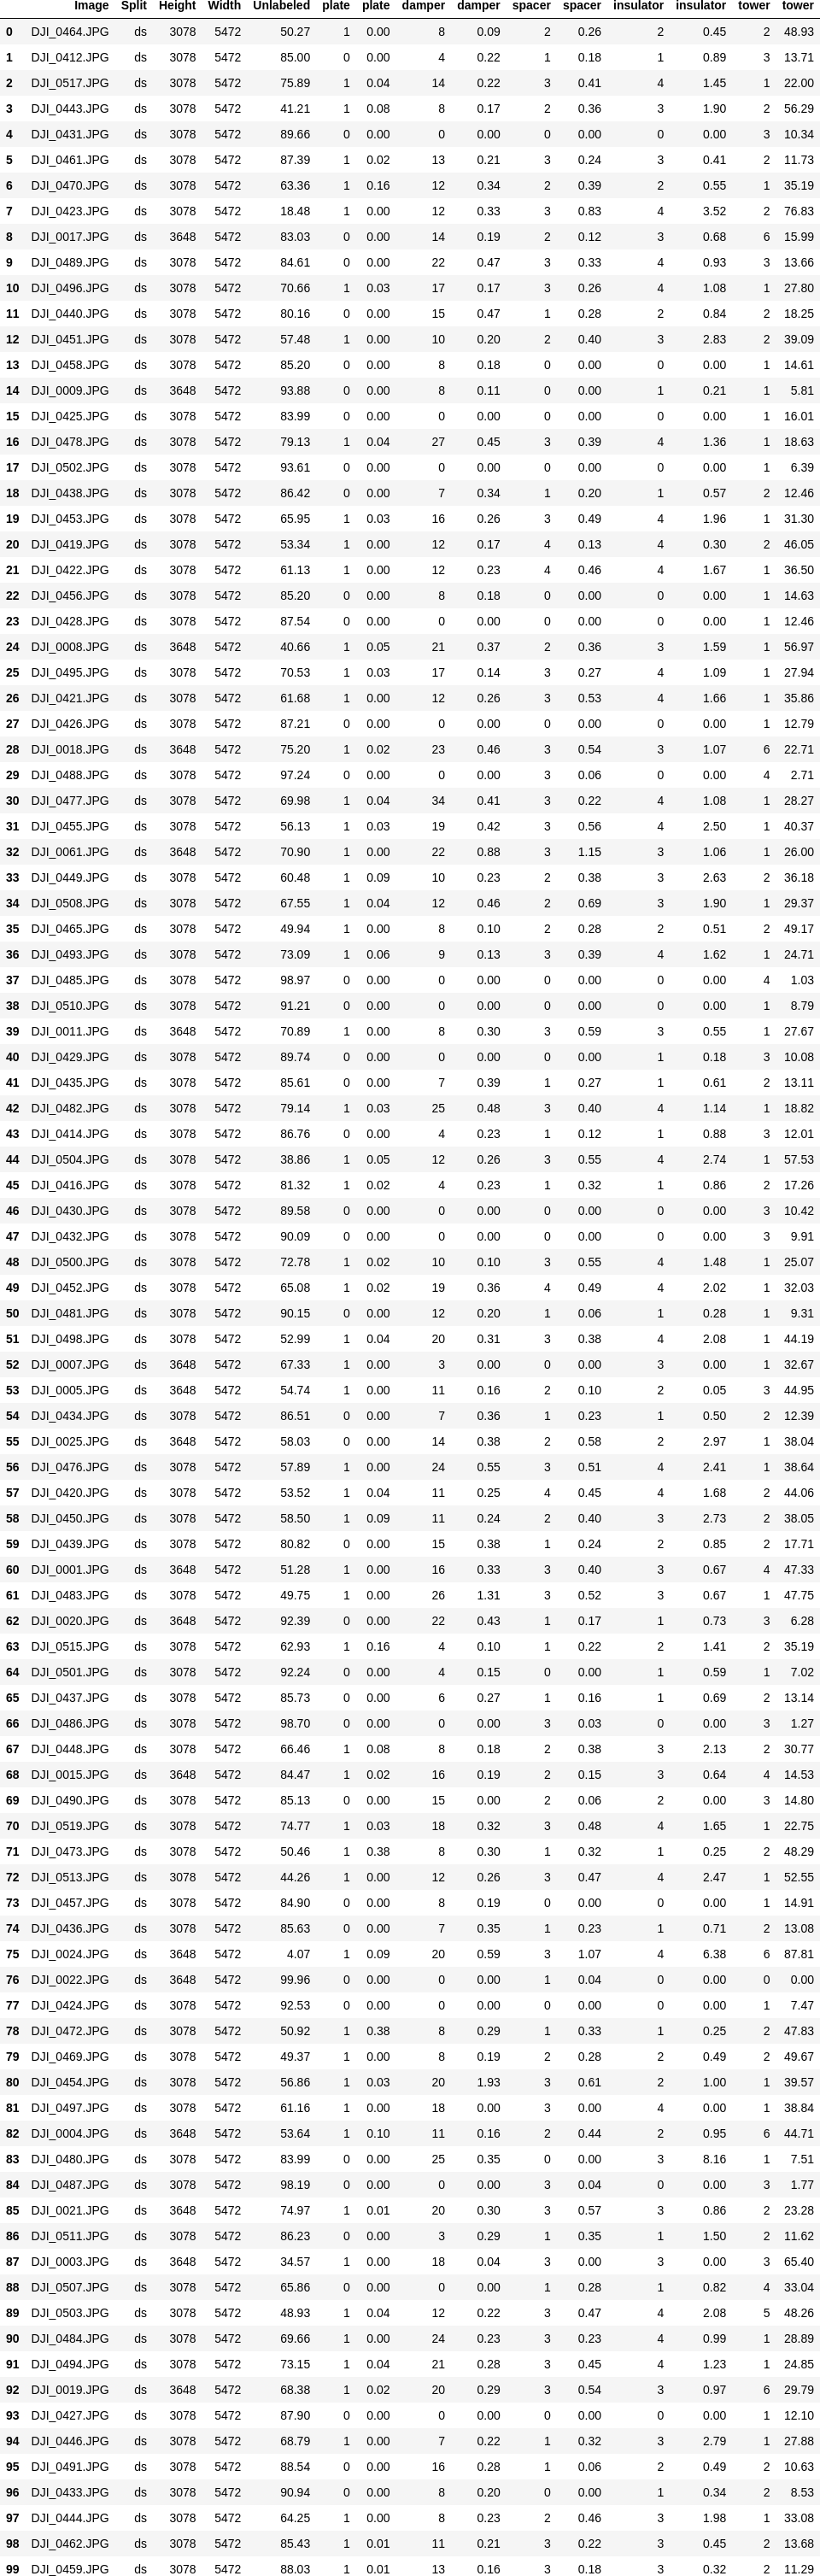 Image Split Height Width Unlabeled plate plate damper damper spacer spacer insulator insulator tower tower
0 DJI_0464.JPG ds 3078 5472 50.27 1 0.00 8 0.09 2 0.26 2 0.45 2 48.93
1 DJI_0412.JPG ds 3078 5472 85.00 0 0.00 4 0.22 1 0.18 1 0.89 3 13.71
2 DJI_0517.JPG ds 3078 5472 75.89 1 0.04 14 0.22 3 0.41 4 1.45 1 22.00
3 DJI_0443.JPG ds 3078 5472 41.21 1 0.08 8 0.17 2 0.36 3 1.90 2 56.29
4 DJI_0431.JPG ds 3078 5472 89.66 0 0.00 0 0.00 0 0.00 0 0.00 3 10.34
5 DJI_0461.JPG ds 3078 5472 87.39 1 0.02 13 0.21 3 0.24 3 0.41 2 11.73
6 DJI_0470.JPG ds 3078 5472 63.36 1 0.16 12 0.34 2 0.39 2 0.55 1 35.19
7 DJI_0423.JPG ds 3078 5472 18.48 1 0.00 12 0.33 3 0.83 4 3.52 2 76.83
8 DJI_0017.JPG ds 3648 5472 83.03 0 0.00 14 0.19 2 0.12 3 0.68 6 15.99
9 DJI_0489.JPG ds 3078 5472 84.61 0 0.00 22 0.47 3 0.33 4 0.93 3 13.66
10 DJI_0496.JPG ds 3078 5472 70.66 1 0.03 17 0.17 3 0.26 4 1.08 1 27.80
11 DJI_0440.JPG ds 3078 5472 80.16 0 0.00 15 0.47 1 0.28 2 0.84 2 18.25
12 DJI_0451.JPG ds 3078 5472 57.48 1 0.00 10 0.20 2 0.40 3 2.83 2 39.09
13 DJI_0458.JPG ds 3078 5472 85.20 0 0.00 8 0.18 0 0.00 0 0.00 1 14.61
14 DJI_0009.JPG ds 3648 5472 93.88 0 0.00 8 0.11 0 0.00 1 0.21 1 5.81
15 DJI_0425.JPG ds 3078 5472 83.99 0 0.00 0 0.00 0 0.00 0 0.00 1 16.01
16 DJI_0478.JPG ds 3078 5472 79.13 1 0.04 27 0.45 3 0.39 4 1.36 1 18.63
17 DJI_0502.JPG ds 3078 5472 93.61 0 0.00 0 0.00 0 0.00 0 0.00 1 6.39
18 DJI_0438.JPG ds 3078 5472 86.42 0 0.00 7 0.34 1 0.20 1 0.57 2 12.46
19 DJI_0453.JPG ds 3078 5472 65.95 1 0.03 16 0.26 3 0.49 4 1.96 1 31.30
20 DJI_0419.JPG ds 3078 5472 53.34 1 0.00 12 0.17 4 0.13 4 0.30 2 46.05
21 DJI_0422.JPG ds 3078 5472 61.13 1 0.00 12 0.23 4 0.46 4 1.67 1 36.50
22 DJI_0456.JPG ds 3078 5472 85.20 0 0.00 8 0.18 0 0.00 0 0.00 1 14.63
23 DJI_0428.JPG ds 3078 5472 87.54 0 0.00 0 0.00 0 0.00 0 0.00 1 12.46
24 DJI_0008.JPG ds 3648 5472 40.66 1 0.05 21 0.37 2 0.36 3 1.59 1 56.97
25 DJI_0495.JPG ds 3078 5472 70.53 1 0.03 17 0.14 3 0.27 4 1.09 1 27.94
26 DJI_0421.JPG ds 3078 5472 61.68 1 0.00 12 0.26 3 0.53 4 1.66 1 35.86
27 DJI_0426.JPG ds 3078 5472 87.21 0 0.00 0 0.00 0 0.00 0 0.00 1 12.79
28 DJI_0018.JPG ds 3648 5472 75.20 1 0.02 23 0.46 3 0.54 3 1.07 6 22.71
29 DJI_0488.JPG ds 3078 5472 97.24 0 0.00 0 0.00 3 0.06 0 0.00 4 2.71
30 DJI_0477.JPG ds 3078 5472 69.98 1 0.04 34 0.41 3 0.22 4 1.08 1 28.27
31 DJI_0455.JPG ds 3078 5472 56.13 1 0.03 19 0.42 3 0.56 4 2.50 1 40.37
32 DJI_0061.JPG ds 3648 5472 70.90 1 0.00 22 0.88 3 1.15 3 1.06 1 26.00
33 DJI_0449.JPG ds 3078 5472 60.48 1 0.09 10 0.23 2 0.38 3 2.63 2 36.18
34 DJI_0508.JPG ds 3078 5472 67.55 1 0.04 12 0.46 2 0.69 3 1.90 1 29.37
35 DJI_0465.JPG ds 3078 5472 49.94 1 0.00 8 0.10 2 0.28 2 0.51 2 49.17
36 DJI_0493.JPG ds 3078 5472 73.09 1 0.06 9 0.13 3 0.39 4 1.62 1 24.71
37 DJI_0485.JPG ds 3078 5472 98.97 0 0.00 0 0.00 0 0.00 0 0.00 4 1.03
38 DJI_0510.JPG ds 3078 5472 91.21 0 0.00 0 0.00 0 0.00 0 0.00 1 8.79
39 DJI_0011.JPG ds 3648 5472 70.89 1 0.00 8 0.30 3 0.59 3 0.55 1 27.67
40 DJI_0429.JPG ds 3078 5472 89.74 0 0.00 0 0.00 0 0.00 1 0.18 3 10.08
41 DJI_0435.JPG ds 3078 5472 85.61 0 0.00 7 0.39 1 0.27 1 0.61 2 13.11
42 DJI_0482.JPG ds 3078 5472 79.14 1 0.03 25 0.48 3 0.40 4 1.14 1 18.82
43 DJI_0414.JPG ds 3078 5472 86.76 0 0.00 4 0.23 1 0.12 1 0.88 3 12.01
44 DJI_0504.JPG ds 3078 5472 38.86 1 0.05 12 0.26 3 0.55 4 2.74 1 57.53
45 DJI_0416.JPG ds 3078 5472 81.32 1 0.02 4 0.23 1 0.32 1 0.86 2 17.26
46 DJI_0430.JPG ds 3078 5472 89.58 0 0.00 0 0.00 0 0.00 0 0.00 3 10.42
47 DJI_0432.JPG ds 3078 5472 90.09 0 0.00 0 0.00 0 0.00 0 0.00 3 9.91
48 DJI_0500.JPG ds 3078 5472 72.78 1 0.02 10 0.10 3 0.55 4 1.48 1 25.07
49 DJI_0452.JPG ds 3078 5472 65.08 1 0.02 19 0.36 4 0.49 4 2.02 1 32.03
50 DJI_0481.JPG ds 3078 5472 90.15 0 0.00 12 0.20 1 0.06 1 0.28 1 9.31
51 DJI_0498.JPG ds 3078 5472 52.99 1 0.04 20 0.31 3 0.38 4 2.08 1 44.19
52 DJI_0007.JPG ds 3648 5472 67.33 1 0.00 3 0.00 0 0.00 3 0.00 1 32.67
53 DJI_0005.JPG ds 3648 5472 54.74 1 0.00 11 0.16 2 0.10 2 0.05 3 44.95
54 DJI_0434.JPG ds 3078 5472 86.51 0 0.00 7 0.36 1 0.23 1 0.50 2 12.39
55 DJI_0025.JPG ds 3648 5472 58.03 0 0.00 14 0.38 2 0.58 2 2.97 1 38.04
56 DJI_0476.JPG ds 3078 5472 57.89 1 0.00 24 0.55 3 0.51 4 2.41 1 38.64
57 DJI_0420.JPG ds 3078 5472 53.52 1 0.04 11 0.25 4 0.45 4 1.68 2 44.06
58 DJI_0450.JPG ds 3078 5472 58.50 1 0.09 11 0.24 2 0.40 3 2.73 2 38.05
59 DJI_0439.JPG ds 3078 5472 80.82 0 0.00 15 0.38 1 0.24 2 0.85 2 17.71
60 DJI_0001.JPG ds 3648 5472 51.28 1 0.00 16 0.33 3 0.40 3 0.67 4 47.33
61 DJI_0483.JPG ds 3078 5472 49.75 1 0.00 26 1.31 3 0.52 3 0.67 1 47.75
62 DJI_0020.JPG ds 3648 5472 92.39 0 0.00 22 0.43 1 0.17 1 0.73 3 6.28
63 DJI_0515.JPG ds 3078 5472 62.93 1 0.16 4 0.10 1 0.22 2 1.41 2 35.19
64 DJI_0501.JPG ds 3078 5472 92.24 0 0.00 4 0.15 0 0.00 1 0.59 1 7.02
65 DJI_0437.JPG ds 3078 5472 85.73 0 0.00 6 0.27 1 0.16 1 0.69 2 13.14
66 DJI_0486.JPG ds 3078 5472 98.70 0 0.00 0 0.00 3 0.03 0 0.00 3 1.27
67 DJI_0448.JPG ds 3078 5472 66.46 1 0.08 8 0.18 2 0.38 3 2.13 2 30.77
68 DJI_0015.JPG ds 3648 5472 84.47 1 0.02 16 0.19 2 0.15 3 0.64 4 14.53
69 DJI_0490.JPG ds 3078 5472 85.13 0 0.00 15 0.00 2 0.06 2 0.00 3 14.80
70 DJI_0519.JPG ds 3078 5472 74.77 1 0.03 18 0.32 3 0.48 4 1.65 1 22.75
71 DJI_0473.JPG ds 3078 5472 50.46 1 0.38 8 0.30 1 0.32 1 0.25 2 48.29
72 DJI_0513.JPG ds 3078 5472 44.26 1 0.00 12 0.26 3 0.47 4 2.47 1 52.55
73 DJI_0457.JPG ds 3078 5472 84.90 0 0.00 8 0.19 0 0.00 0 0.00 1 14.91
74 DJI_0436.JPG ds 3078 5472 85.63 0 0.00 7 0.35 1 0.23 1 0.71 2 13.08
75 DJI_0024.JPG ds 3648 5472 4.07 1 0.09 20 0.59 3 1.07 4 6.38 6 87.81
76 DJI_0022.JPG ds 3648 5472 99.96 0 0.00 0 0.00 1 0.04 0 0.00 0 0.00
77 DJI_0424.JPG ds 3078 5472 92.53 0 0.00 0 0.00 0 0.00 0 0.00 1 7.47
78 DJI_0472.JPG ds 3078 5472 50.92 1 0.38 8 0.29 1 0.33 1 0.25 2 47.83
79 DJI_0469.JPG ds 3078 5472 49.37 1 0.00 8 0.19 2 0.28 2 0.49 2 49.67
80 DJI_0454.JPG ds 3078 5472 56.86 1 0.03 20 1.93 3 0.61 2 1.00 1 39.57
81 DJI_0497.JPG ds 3078 5472 61.16 1 0.00 18 0.00 3 0.00 4 0.00 1 38.84
82 DJI_0004.JPG ds 3648 5472 53.64 1 0.10 11 0.16 2 0.44 2 0.95 6 44.71
83 DJI_0480.JPG ds 3078 5472 83.99 0 0.00 25 0.35 0 0.00 3 8.16 1 7.51
84 DJI_0487.JPG ds 3078 5472 98.19 0 0.00 0 0.00 3 0.04 0 0.00 3 1.77
85 DJI_0021.JPG ds 3648 5472 74.97 1 0.01 20 0.30 3 0.57 3 0.86 2 23.28
86 DJI_0511.JPG ds 3078 5472 86.23 0 0.00 3 0.29 1 0.35 1 1.50 2 11.62
87 DJI_0003.JPG ds 3648 5472 34.57 1 0.00 18 0.04 3 0.00 3 0.00 3 65.40
88 DJI_0507.JPG ds 3078 5472 65.86 0 0.00 0 0.00 1 0.28 1 0.82 4 33.04
89 DJI_0503.JPG ds 3078 5472 48.93 1 0.04 12 0.22 3 0.47 4 2.08 5 48.26
90 DJI_0484.JPG ds 3078 5472 69.66 1 0.00 24 0.23 3 0.23 4 0.99 1 28.89
91 DJI_0494.JPG ds 3078 5472 73.15 1 0.04 21 0.28 3 0.45 4 1.23 1 24.85
92 DJI_0019.JPG ds 3648 5472 68.38 1 0.02 20 0.29 3 0.54 3 0.97 6 29.79
93 DJI_0427.JPG ds 3078 5472 87.90 0 0.00 0 0.00 0 0.00 0 0.00 1 12.10
94 DJI_0446.JPG ds 3078 5472 68.79 1 0.00 7 0.22 1 0.32 3 2.79 1 27.88
95 DJI_0491.JPG ds 3078 5472 88.54 0 0.00 16 0.28 1 0.06 2 0.49 2 10.63
96 DJI_0433.JPG ds 3078 5472 90.94 0 0.00 8 0.20 0 0.00 1 0.34 2 8.53
97 DJI_0444.JPG ds 3078 5472 64.25 1 0.00 8 0.23 2 0.46 3 1.98 1 33.08
98 DJI_0462.JPG ds 3078 5472 85.43 1 0.01 11 0.21 3 0.22 3 0.45 2 13.68
99 DJI_0459.JPG ds 3078 5472 88.03 1 0.01 13 0.16 3 0.18 3 0.32 2 11.29